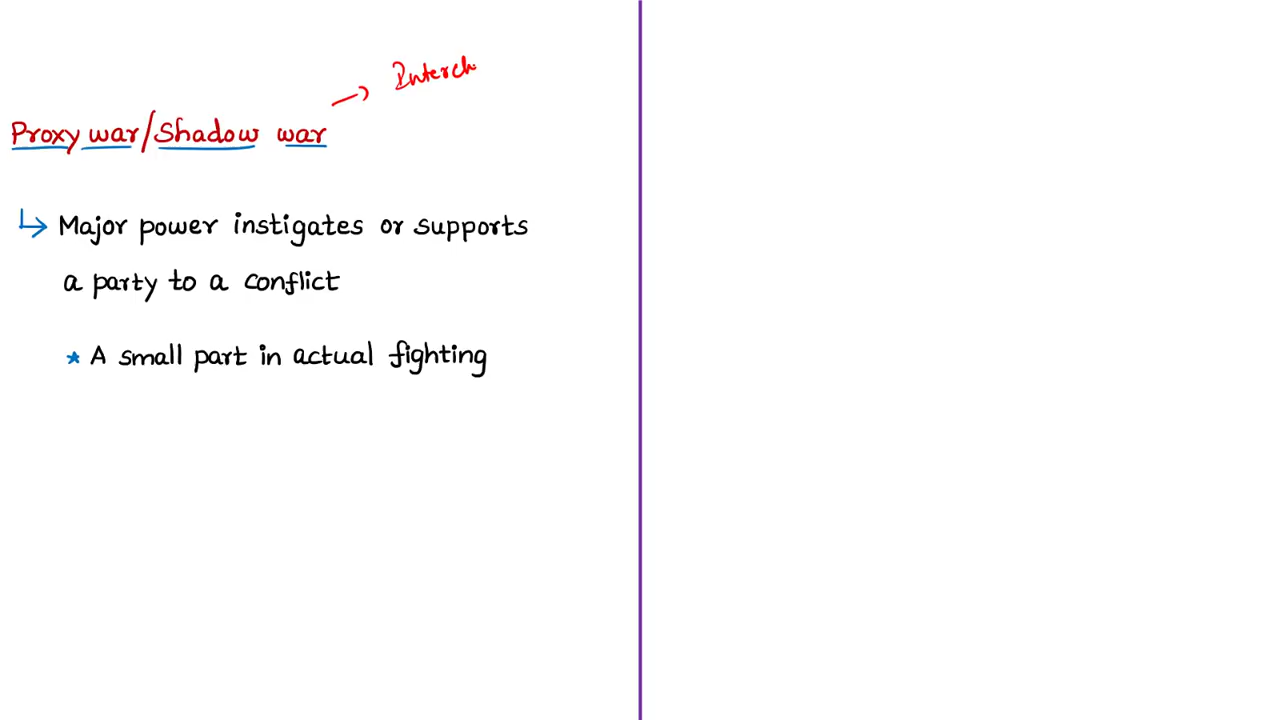 Interch
Proxy war/Shadow war
Major power instigates or supports
a party to a conflict
* A small part in actual fighting